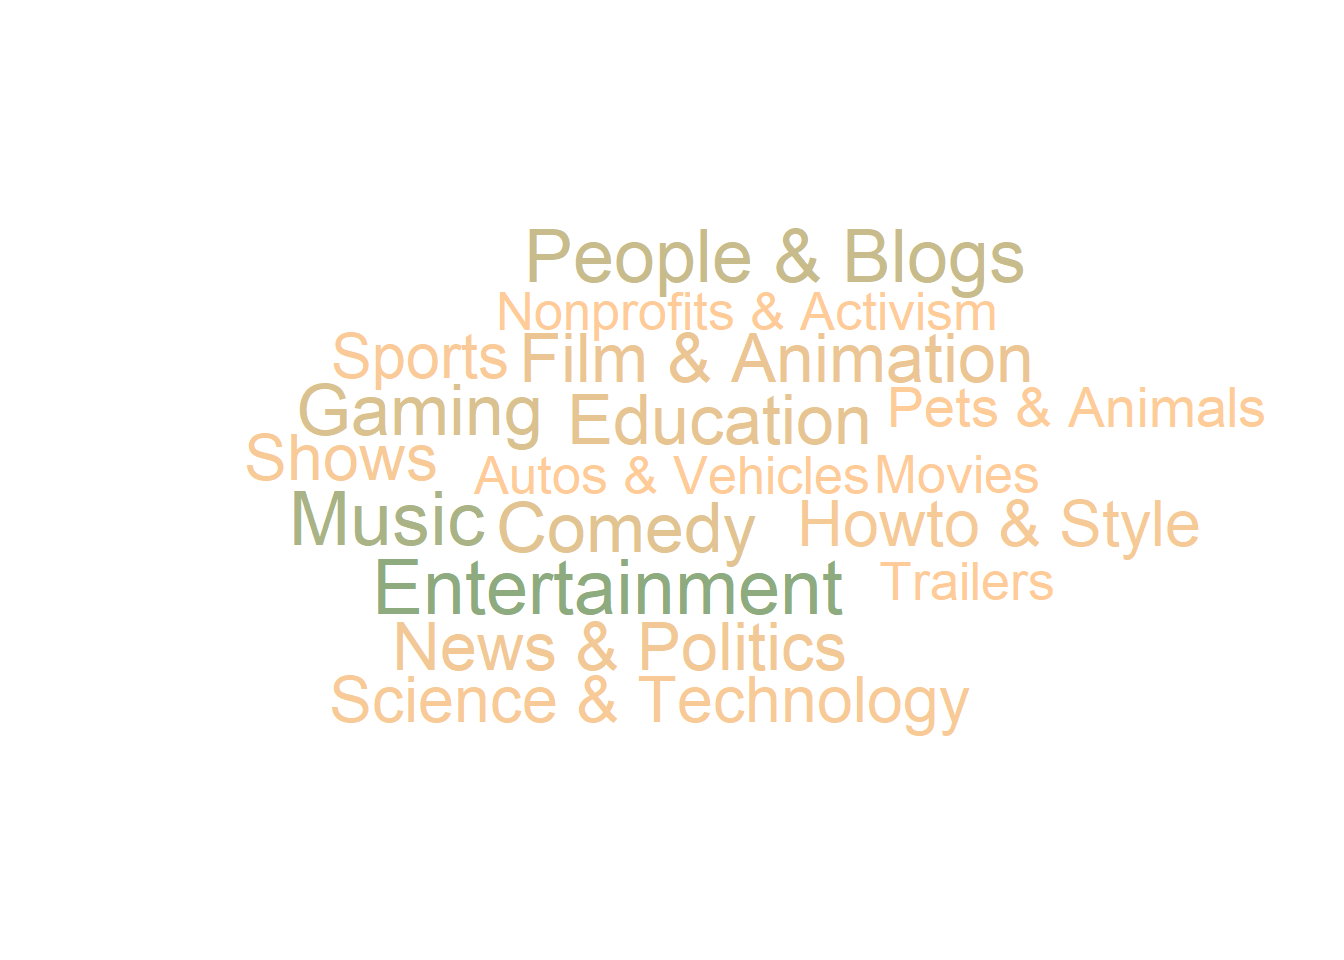 People & Blogs
Nonprofits & Activism
Sports Film & Animation
Gaming Education Pets & Animals
Shows Autos & Vehicles Movies
Music Comedy Howto & Style
Entertainment Trailers
News & Politics
Science & Technology